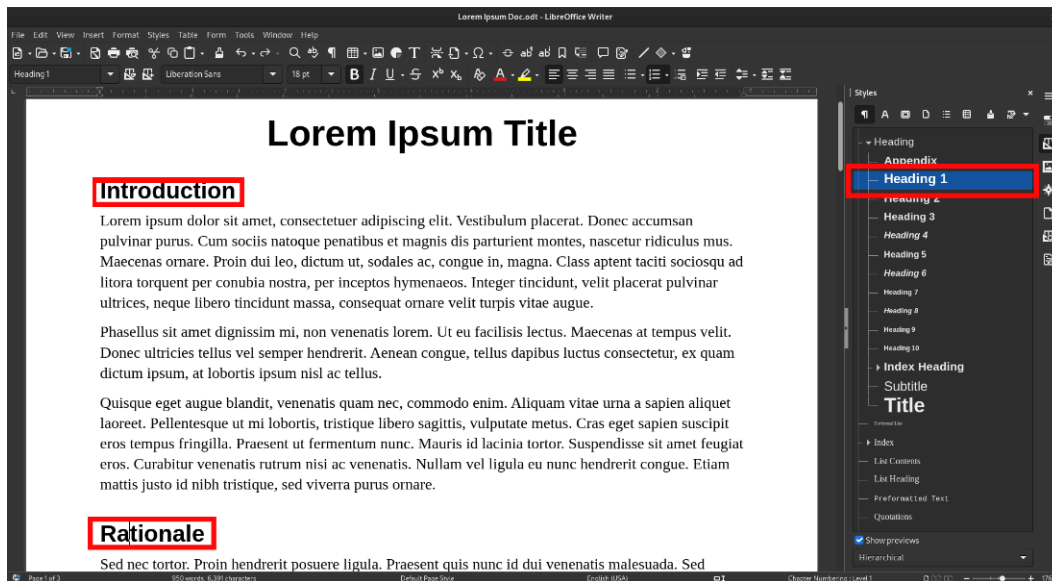 Lorem Ipsum Doc.odt - LibreOffice Writer
File Edit View Insert Format Styles Table Form Tools Window Help
Heading 1 Liberation Sans 18 pt
Styles
Lorem Ipsum Title
Introduction
Lorem ipsum dolor sit amet, consectetuer adipiscing elit. Vestibulum placerat. Donec accumsan
pulvinar purus. Cum sociis natoque penatibus et magnis dis parturient montes, nascetur ridiculus mus.
Maecenas ornare. Proin dui leo, dictum ut, sodales ac, congue in, magna. Class aptent taciti sociosqu ad
litora torquent per conubia nostra, per inceptos hymenaeos. Integer tincidunt, velit placerat pulvinar
ultrices, neque libero tincidunt massa, consequat ornare velit turpis vitae augue.
Phasellus sit amet dignissim mi, non venenatis lorem. Ut eu facilisis lectus. Maecenas at tempus velit.
Donec ultricies tellus vel semper hendrerit. Aenean congue, tellus dapibus luctus consectetur, ex quam
dictum ipsum, at lobortis ipsum nisl ac tellus.
Quisque eget augue blandit, venenatis quam nec, commodo enim. Aliquam vitae urna a sapien aliquet
laoreet. Pellentesque ut mi lobortis, tristique libero sagittis, vulputate metus. Cras eget sapien suscipit
eros tempus fringilla. Praesent ut fermentum nunc. Mauris id lacinia tortor. Suspendisse sit amet feugiat
eros. Curabitur venenatis rutrum nisi ac venenatis. Nullam vel ligula eu nunc hendrerit congue. Etiam
mattis justo id nibh tristique, sed viverra purus ornare.
Rationale
Sed nec tortor. Proin hendrerit posuere ligula. Praesent quis nunc id dui venenatis malesuada. Sed
Heading
Appendix
Heading 1
Heading 2
Heading 3
Heading 4
Heading 5
Heading 6
Heading 7
Heading 8
Heading 9
Heading 10
Index Heading
Subtitle
Title
Index
List Contents
List Heading
Preformatted Text
Quotations
Show previews
Hierarchical
Page 1 of 3 950 words, 6,391 characters Default Page Style English (USA) Chapter Numbering : Level 1